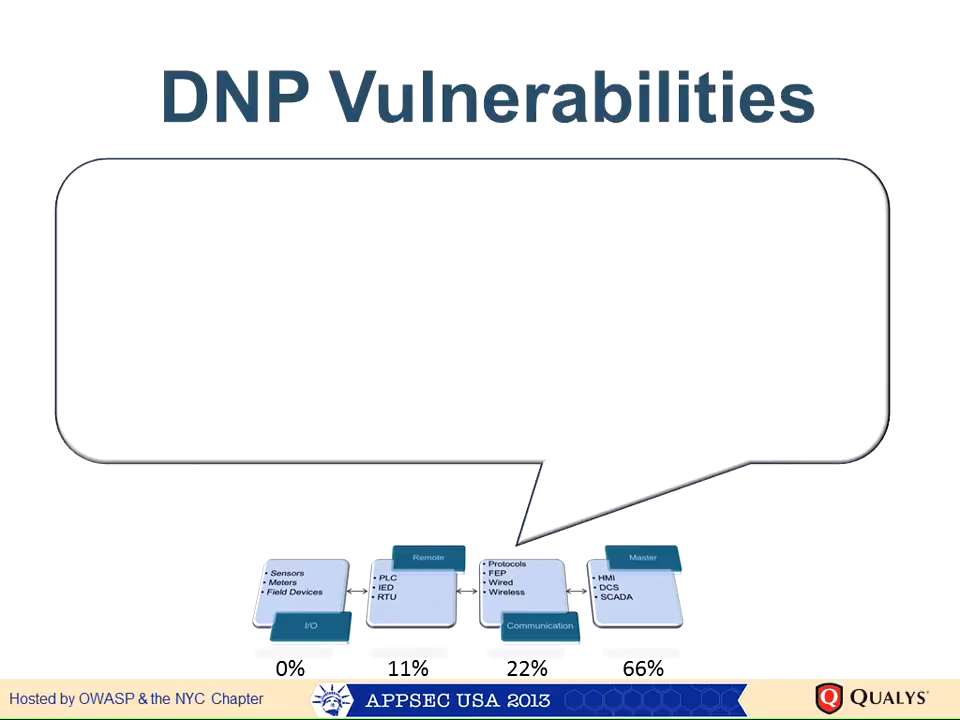 DNP Vulnerabilities
• Sensors
• Meters
• Field Devices
I/O
Remote
• PLC
• IED
• RTU
• Protocols
• FEP
• Wired
• Wireless
Communication
Master
• HMI
• DCS
• SCADA
0% 11% 22% 66%
Hosted by OWASP & the NYC Chapter
APPSEC USA 2013
QUALYS